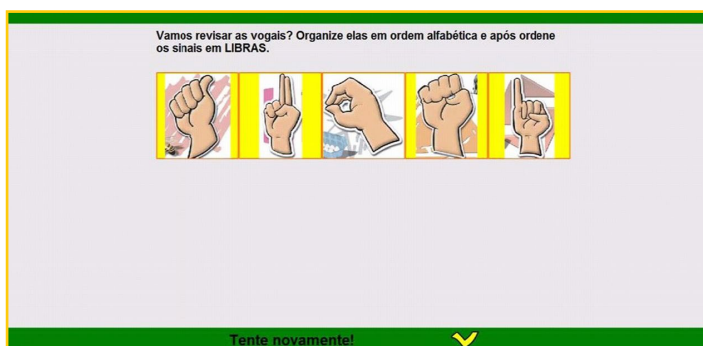 Vamos revisar as vogais? Organize elas em ordem alfabética e após ordene
os sinais em LIBRAS.
Tente novamente!